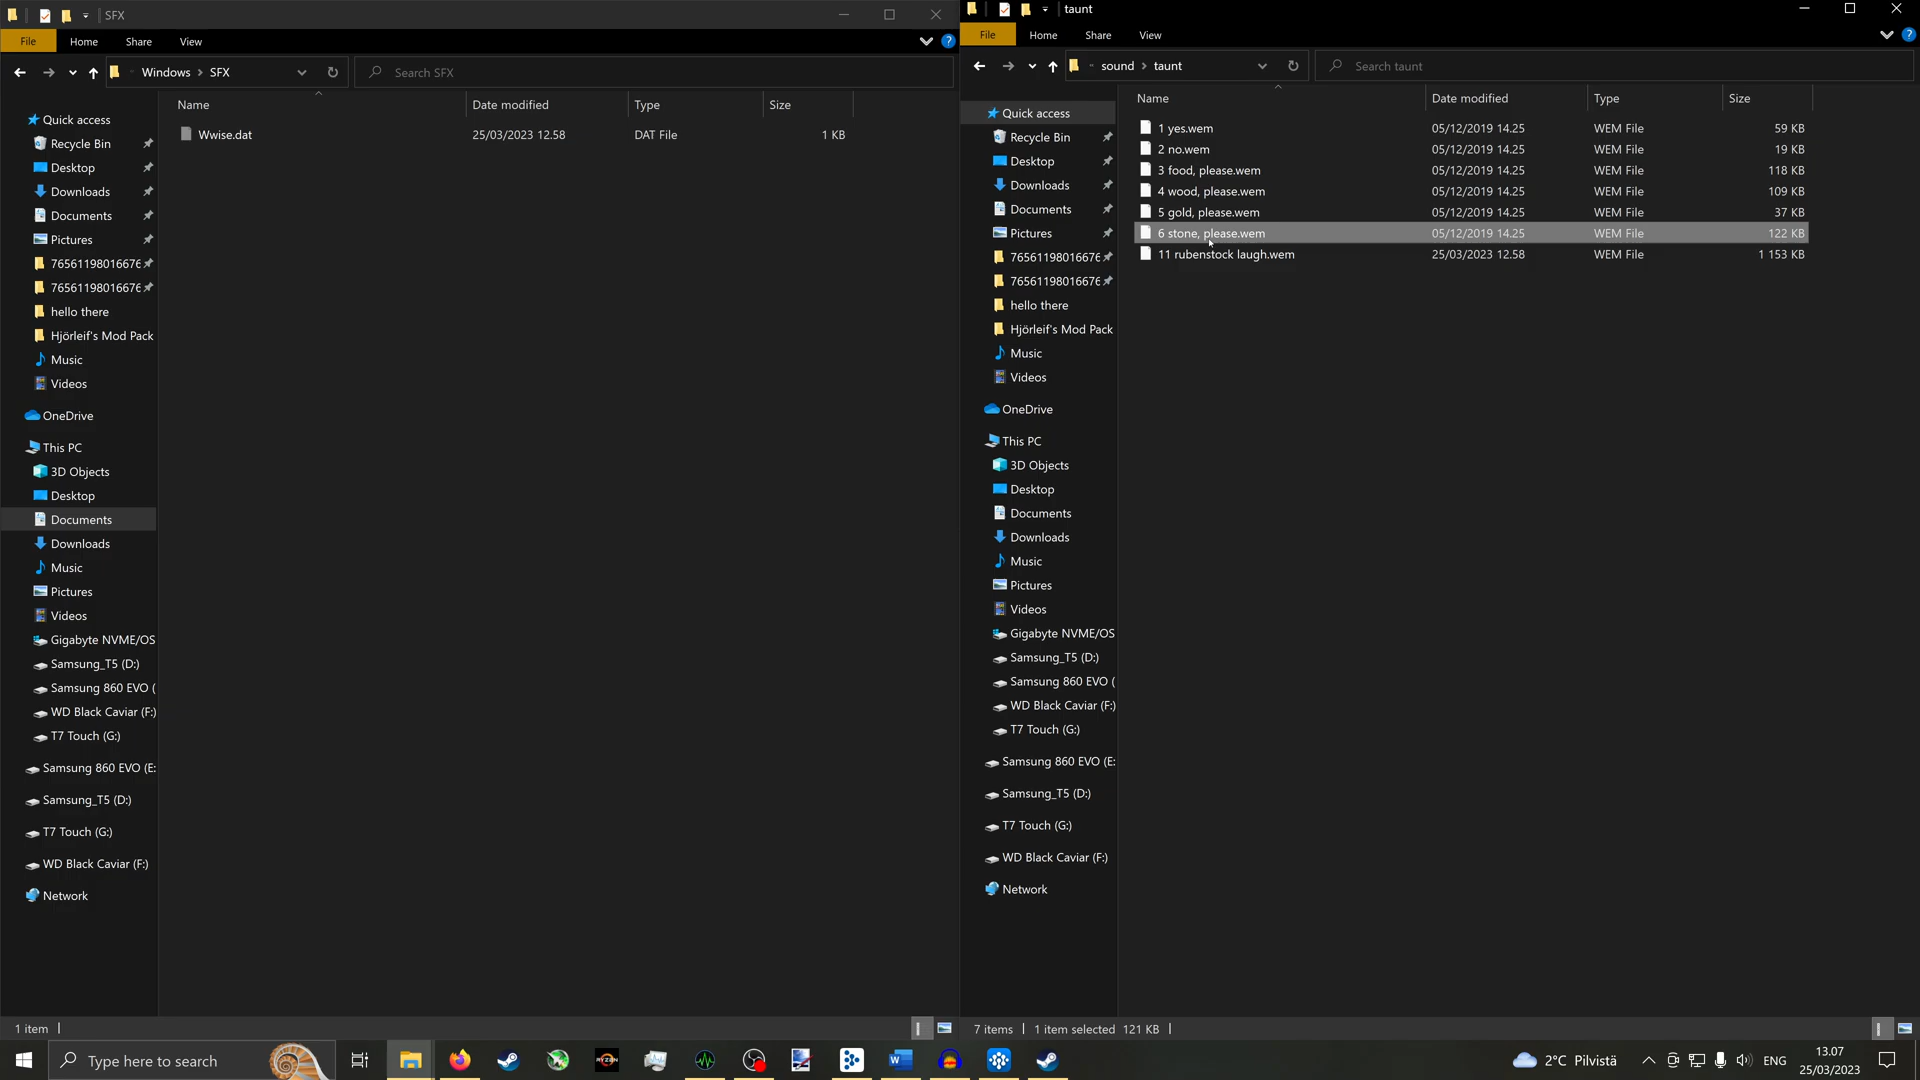 SFX
File Home Share View
Windows > SFX
Search SFX
Name Date modified Type Size
Wwise.dat 25/03/2023 12.58 DAT File 1 KB
Quick access
Recycle Bin
Desktop
Downloads
Documents
Pictures
76561198016676
76561198016676
hello there
Hjörleif's Mod Pack
Music
Videos
OneDrive
This PC
3D Objects
Desktop
Documents
Downloads
Music
Pictures
Videos
Gigabyte NVME/OS
Samsung_T5 (D:)
Samsung 860 EVO (
WD Black Caviar (F:)
T7 Touch (G:)
Samsung 860 EVO (E:
Samsung_T5 (D:)
T7 Touch (G:)
WD Black Caviar (F:)
Network
1 item
taunt
File Home Share View
sound > taunt
Search taunt
Name Date modified Type Size
1 yes.wem 05/12/2019 14.25 WEM File 59 KB
2 no.wem 05/12/2019 14.25 WEM File 19 KB
3 food, please.wem 05/12/2019 14.25 WEM File 118 KB
4 wood, please.wem 05/12/2019 14.25 WEM File 109 KB
5 gold, please.wem 05/12/2019 14.25 WEM File 37 KB
6 stone, please.wem 05/12/2019 14.25 WEM File 122 KB
11 rubenstock laugh.wem 25/03/2023 12.58 WEM File 1 153 KB
Quick access
Recycle Bin
Desktop
Downloads
Documents
Pictures
76561198016676
76561198016676
hello there
Hjörleif's Mod Pack
Music
Videos
OneDrive
This PC
3D Objects
Desktop
Documents
Downloads
Music
Pictures
Videos
Gigabyte NVME/OS
Samsung_T5 (D:)
Samsung 860 EVO (
WD Black Caviar (F:)
T7 Touch (G:)
Samsung 860 EVO (E:
Samsung_T5 (D:)
T7 Touch (G:)
WD Black Caviar (F:)
Network
7 items 1 item selected 121 KB
Type here to search
RYZEN
2°C Pilvistä
ENG
13.07
25/03/2023